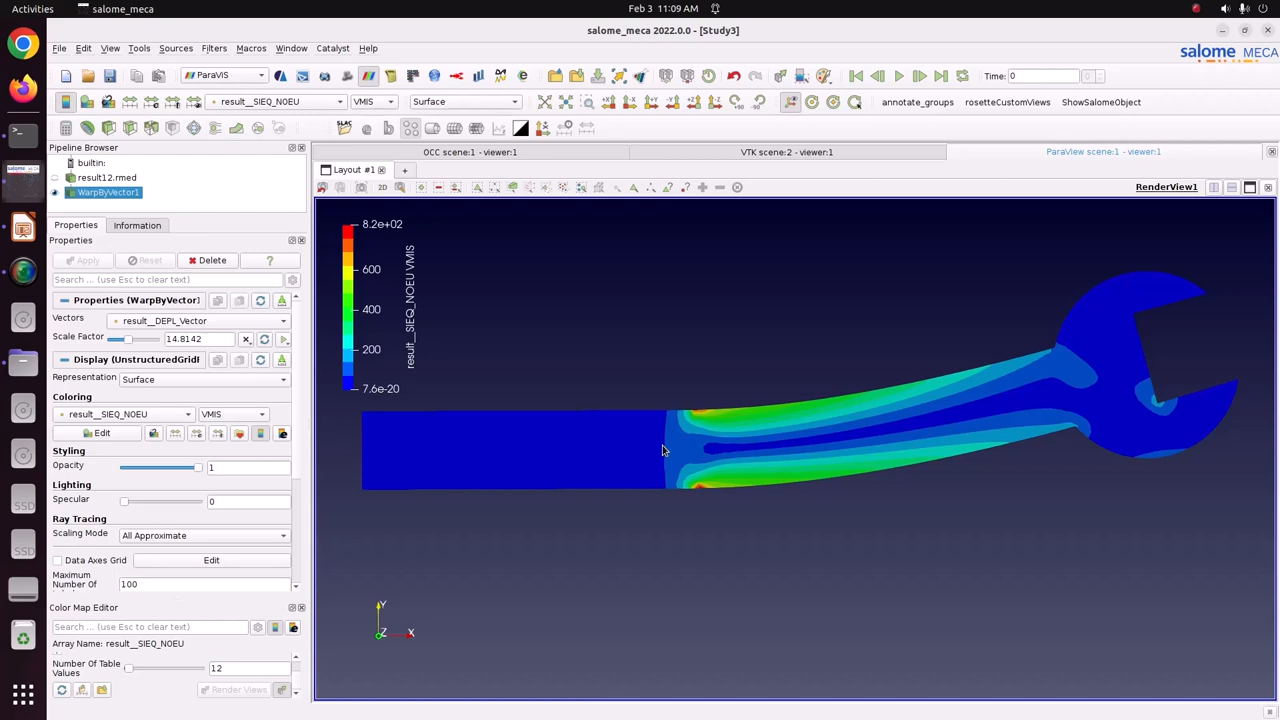 Activities
salome_meca
Feb 3 11:09 AM
salome_meca 2022.0.0 - [Study3]
File Edit View Tools Sources Filters Macros Window Catalyst Help
salome MECA
ParaViS
Time: 0
result__SIEQ_NOEU
VMIS
Surface
annotate_groups
rosetteCustomViews
ShowSalomeObject
Pipeline Browser
builtin:
result12.rmed
WarpByVector1
OCC scene:1 - viewer:1
VTK scene:2 - viewer:1
ParaView scene:1 - viewer:1
Layout #1
+
2D
RenderView1
Properties
Information
Properties
Apply
Reset
Delete
?
Search ... (use Esc to clear text)
Properties (WarpByVector1
Vectors
result__DEPL_Vector
Scale Factor
14.8142
Display (UnstructuredGridF
Representation
Surface
Coloring
result__SIEQ_NOEU
VMIS
Edit
Styling
Opacity
1
Lighting
Specular
0
Ray Tracing
Scaling Mode
All Approximate
Data Axes Grid
Edit
Maximum
Number Of
100
Color Map Editor
Search ... (use Esc to clear text)
Array Name: result__SIEQ_NOEU
Number Of Table
Values
12
Render Views
8.2e+02
600
400
200
7.6e-20
result__SIEQ_NOEU VMIS
Y
Z
X
SSD
SSD